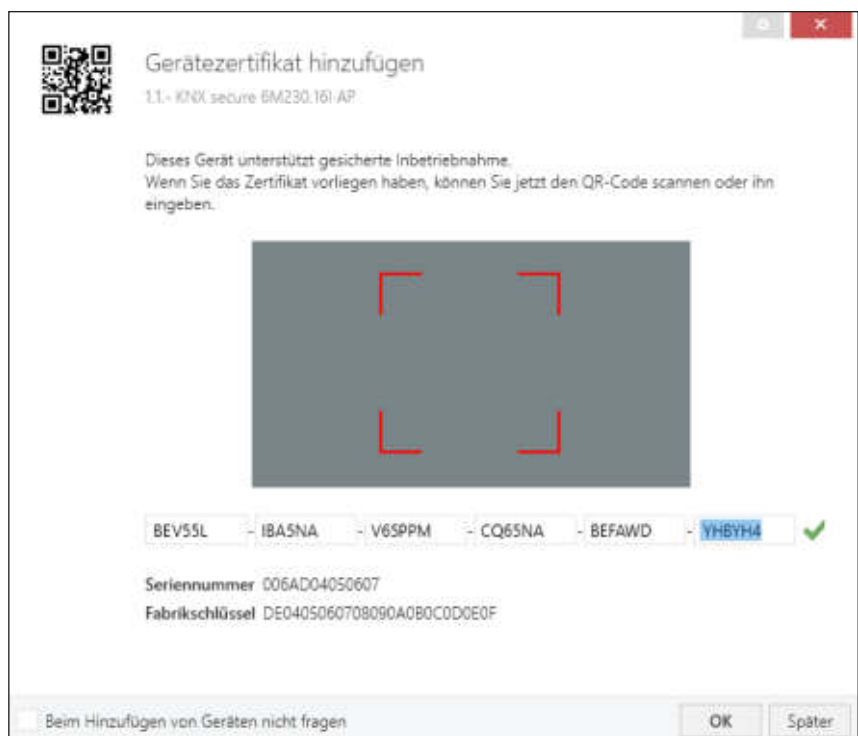 Gerätezertifikat hinzufügen
1.1.- KNX secure 6M230.16I AP
Dieses Gerät unterstützt gesicherte Inbetriebnahme.
Wenn Sie das Zertifikat vorliegen haben, können Sie jetzt den QR-Code scannen oder ihn
eingeben.
BEV55L - IBA5NA - V65PPM - CQ65NA - BEFAWD - YHBYH4
Seriennummer 006AD04050607
Fabrikschlüssel DE0405060708090A0B0C0D0E0F
Beim Hinzufügen von Geräten nicht fragen
OK Später